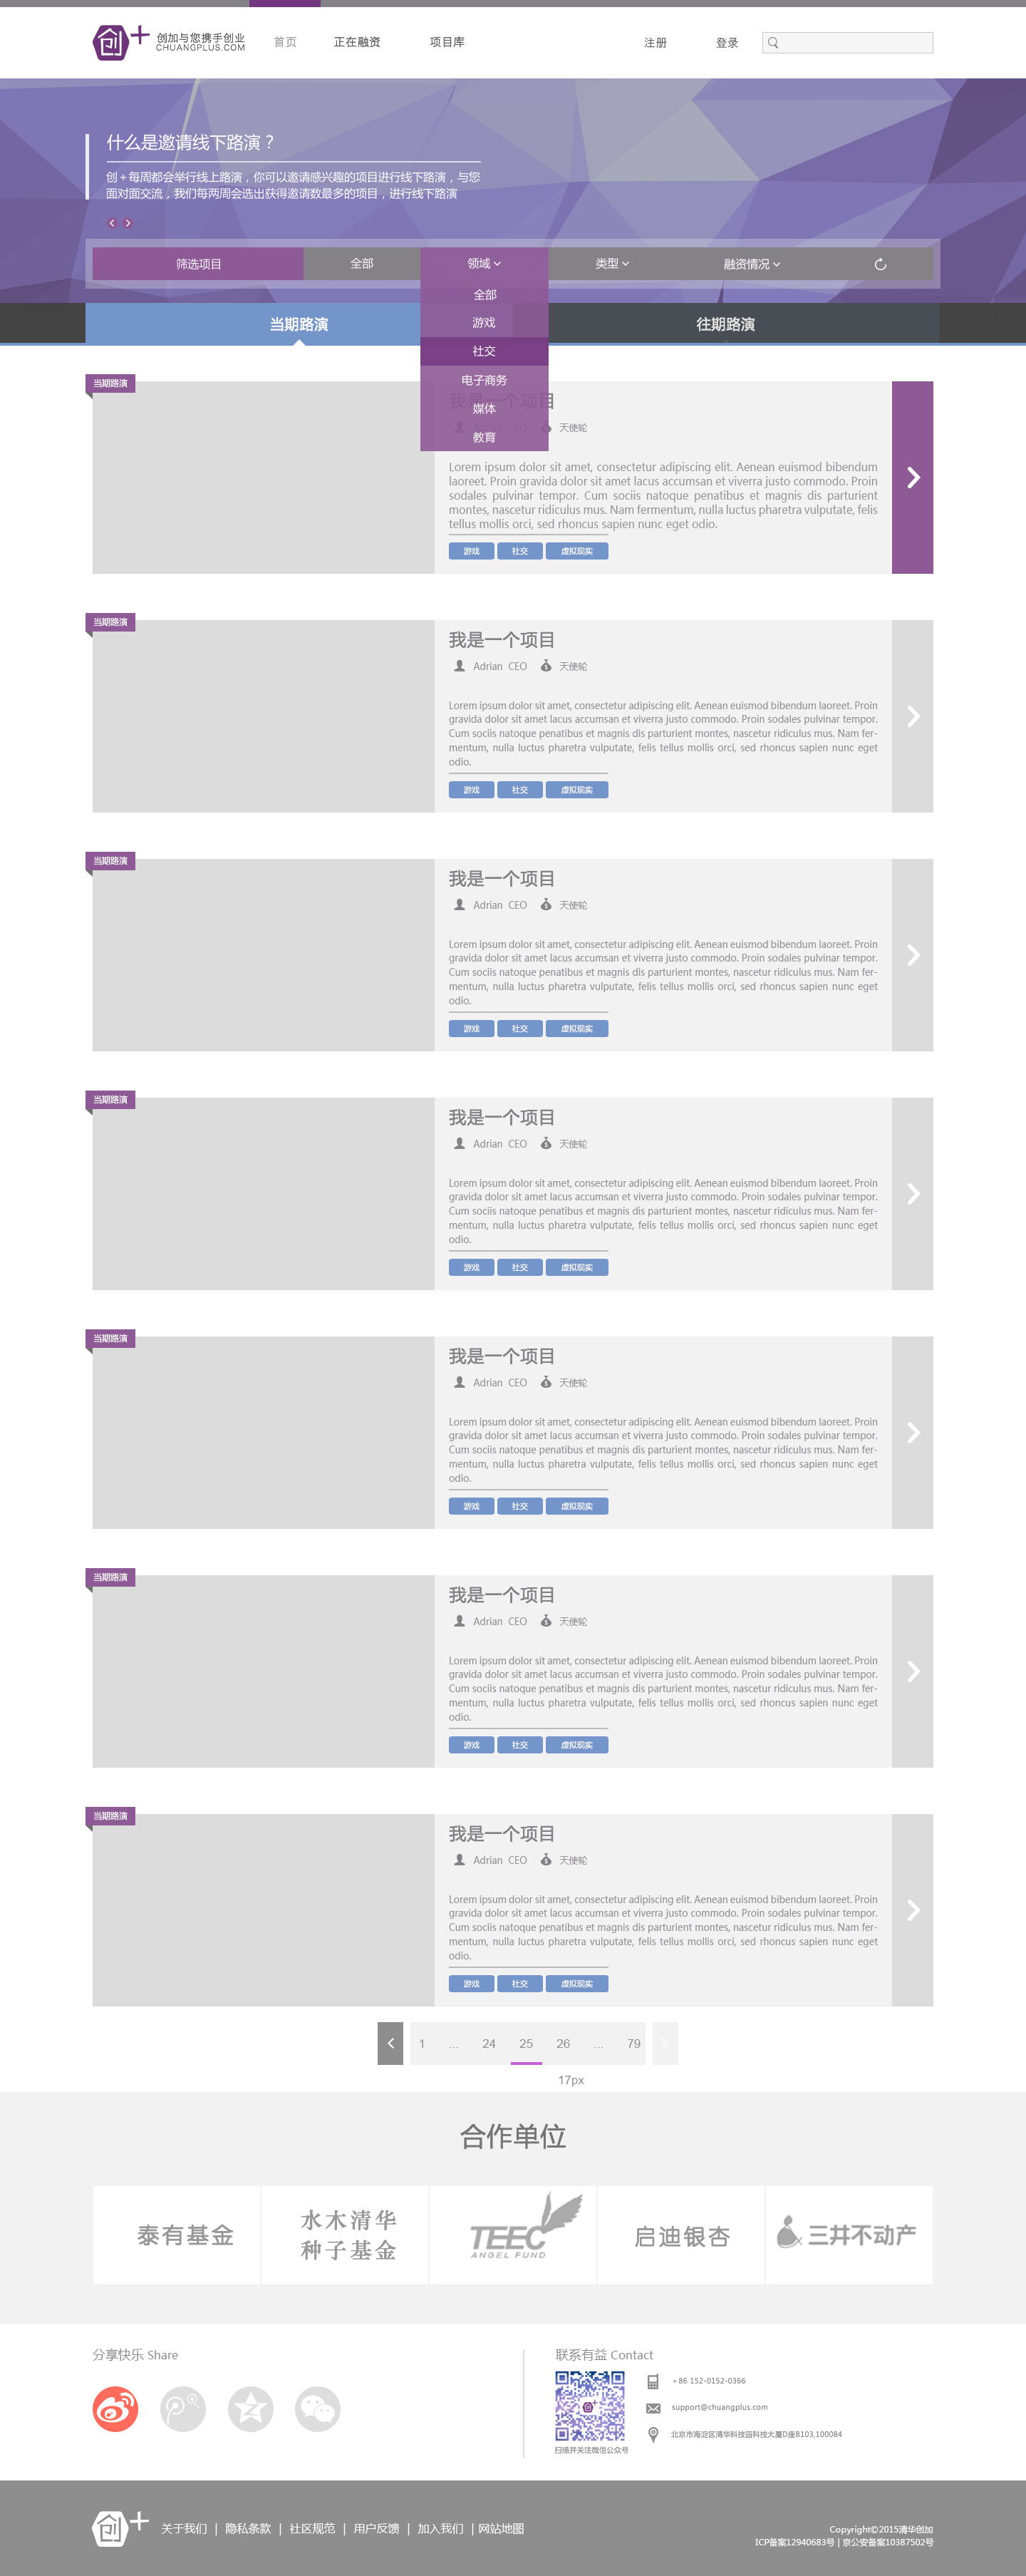 创 创加与您携手创业
CHUANGPLUS.COM
首页 正在融资 项目库 注册 登录
什么是邀请线下路演？
创＋每周都会举行线上路演，你可以邀请感兴趣的项目进行线下路演，与您
面对面交流，我们每两周会选出获得邀请数最多的项目，进行线下路演
筛选项目 全部 领域 类型 融资情况
全部
游戏
社交
电子商务
媒体
教育
当期路演 往期路演
当期路演
我是一个项目
Adrian CEO 天使轮
Lorem ipsum dolor sit amet, consectetur adipiscing elit. Aenean euismod bibendum
laoreet. Proin gravida dolor sit amet lacus accumsan et viverra justo commodo. Proin
sodales pulvinar tempor. Cum sociis natoque penatibus et magnis dis parturient
montes, nascetur ridiculus mus. Nam fermentum, nulla luctus pharetra vulputate, felis
tellus mollis orci, sed rhoncus sapien nunc eget odio.
游戏 社交 虚拟现实
当期路演
我是一个项目
Adrian CEO 天使轮
Lorem ipsum dolor sit amet, consectetur adipiscing elit. Aenean euismod bibendum laoreet. Proin
gravida dolor sit amet lacus accumsan et viverra justo commodo. Proin sodales pulvinar tempor.
Cum sociis natoque penatibus et magnis dis parturient montes, nascetur ridiculus mus. Nam fer-
mentum, nulla luctus pharetra vulputate, felis tellus mollis orci, sed rhoncus sapien nunc eget
odio.
游戏 社交 虚拟现实
当期路演
我是一个项目
Adrian CEO 天使轮
Lorem ipsum dolor sit amet, consectetur adipiscing elit. Aenean euismod bibendum laoreet. Proin
gravida dolor sit amet lacus accumsan et viverra justo commodo. Proin sodales pulvinar tempor.
Cum sociis natoque penatibus et magnis dis parturient montes, nascetur ridiculus mus. Nam fer-
mentum, nulla luctus pharetra vulputate, felis tellus mollis orci, sed rhoncus sapien nunc eget
odio.
游戏 社交 虚拟现实
当期路演
我是一个项目
Adrian CEO 天使轮
Lorem ipsum dolor sit amet, consectetur adipiscing elit. Aenean euismod bibendum laoreet. Proin
gravida dolor sit amet lacus accumsan et viverra justo commodo. Proin sodales pulvinar tempor.
Cum sociis natoque penatibus et magnis dis parturient montes, nascetur ridiculus mus. Nam fer-
mentum, nulla luctus pharetra vulputate, felis tellus mollis orci, sed rhoncus sapien nunc eget
odio.
游戏 社交 虚拟现实
当期路演
我是一个项目
Adrian CEO 天使轮
Lorem ipsum dolor sit amet, consectetur adipiscing elit. Aenean euismod bibendum laoreet. Proin
gravida dolor sit amet lacus accumsan et viverra justo commodo. Proin sodales pulvinar tempor.
Cum sociis natoque penatibus et magnis dis parturient montes, nascetur ridiculus mus. Nam fer-
mentum, nulla luctus pharetra vulputate, felis tellus mollis orci, sed rhoncus sapien nunc eget
odio.
游戏 社交 虚拟现实
当期路演
我是一个项目
Adrian CEO 天使轮
Lorem ipsum dolor sit amet, consectetur adipiscing elit. Aenean euismod bibendum laoreet. Proin
gravida dolor sit amet lacus accumsan et viverra justo commodo. Proin sodales pulvinar tempor.
Cum sociis natoque penatibus et magnis dis parturient montes, nascetur ridiculus mus. Nam fer-
mentum, nulla luctus pharetra vulputate, felis tellus mollis orci, sed rhoncus sapien nunc eget
odio.
游戏 社交 虚拟现实
当期路演
我是一个项目
Adrian CEO 天使轮
Lorem ipsum dolor sit amet, consectetur adipiscing elit. Aenean euismod bibendum laoreet. Proin
gravida dolor sit amet lacus accumsan et viverra justo commodo. Proin sodales pulvinar tempor.
Cum sociis natoque penatibus et magnis dis parturient montes, nascetur ridiculus mus. Nam fer-
mentum, nulla luctus pharetra vulputate, felis tellus mollis orci, sed rhoncus sapien nunc eget
odio.
游戏 社交 虚拟现实
1 ... 24 25 26 ... 79
17px
合作单位
泰有基金
水木清华
种子基金
TEEC
ANGEL FUND
启迪银杏
三井不动产
分享快乐 Share
联系有益 Contact
+86 152-0152-0366
support@chuangplus.com
北京市海淀区清华科技园科技大厦D座B103,100084
扫描并关注微信公众号
创 关于我们 | 隐私条款 | 社区规范 | 用户反馈 | 加入我们 | 网站地图
Copyright©2015清华创加
ICP备案12940683号 | 京公安备案10387502号